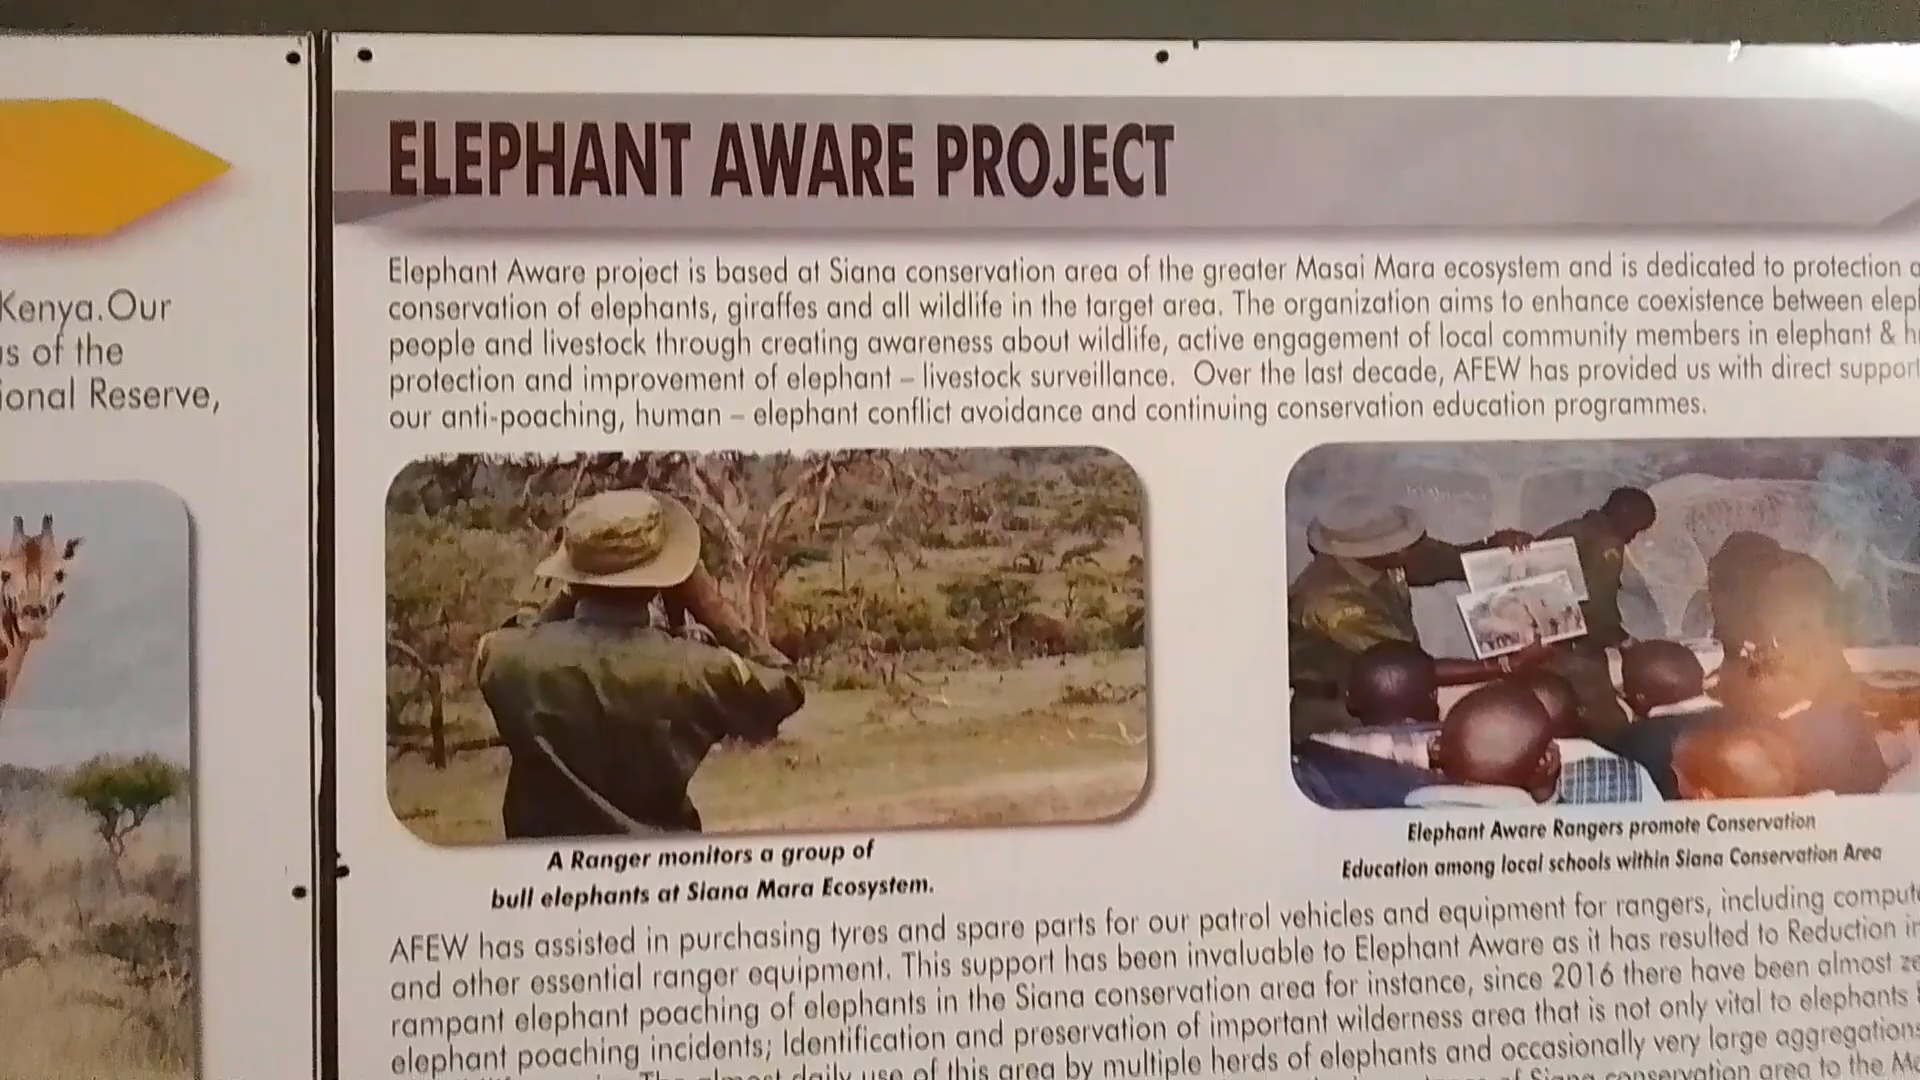 Kenya.Our
of the
Reserve,
ELEPHANT AWARE PROJECT
Elephant Aware project is based at Siana conservation area of the greater Masai Mara ecosystem and is dedicated to protection
conservation of elephants, giraffes and all wildlife in the target area. The organization aims to enhance coexistence between
people and livestock through creating awareness about wildlife, active engagement of local community members in elephant &
protection and improvement of elephant – livestock surveillance. Over the last decade, AFEW has provided us with direct support
our anti-poaching, human – elephant conflict avoidance and continuing conservation education programmes.
A Ranger monitors a group of
bull elephants at Siana Mara Ecosystem.
Elephant Aware Rangers promote Conservation
Education among local schools within Siana Conservation Area
AFEW has assisted in purchasing tyres and spare parts for our patrol vehicles and equipment for rangers, including
and other essential ranger equipment. This support has been invaluable to Elephant Aware as it has resulted to Reduction in
rampant elephant poaching of elephants in the Siana conservation area for instance, since 2016 there have been almost
elephant poaching incidents; Identification and preservation of important wilderness area that is not only vital to elephants
The almost daily use of this area by multiple herds of elephants and occasionally very large aggregations
of Siana conservation area to the